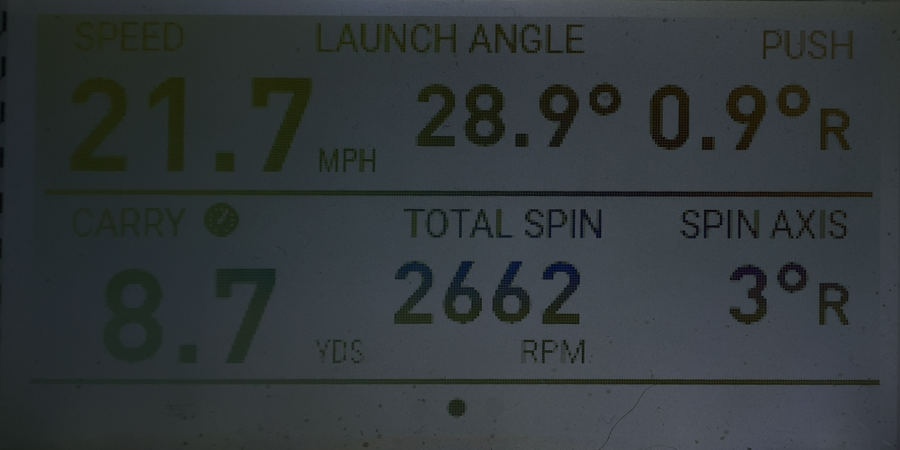 SPEED LAUNCH ANGLE PUSH
21.7 MPH 28.9° 0.9° R
CARRY TOTAL SPIN SPIN AXIS
8.7 YDS 2662 RPM 3° R